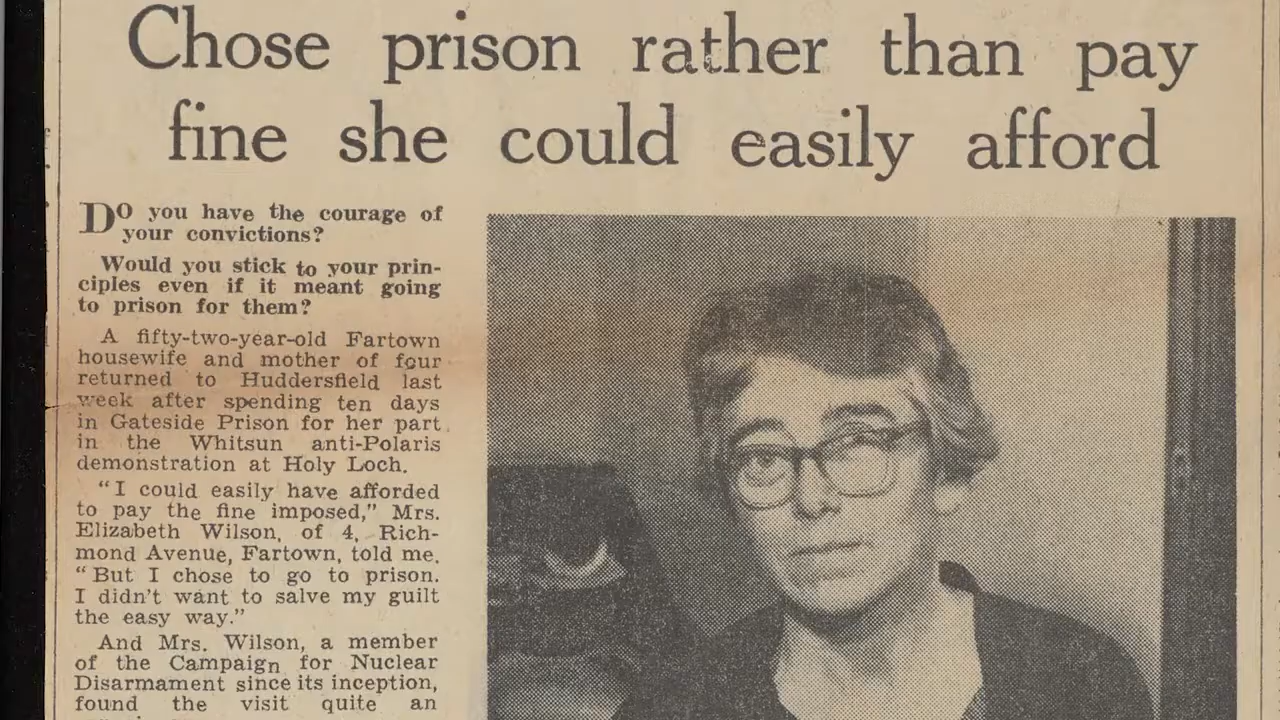 Chose prison rather than pay
fine she could easily afford
DO you have the courage of
your convictions?
Would you stick to your prin-
ciples even if it meant going
to prison for them?
A fifty-two-year-old Fartown
housewife and mother of four
returned to Huddersfield last
week after spending ten days
in Gateside Prison for her part
in the Whitsun anti-Polaris
demonstration at Holy Loch.
"I could easily have afforded
to pay the fine imposed," Mrs.
Elizabeth Wilson, of 4, Rich-
mond Avenue, Fartown, told me.
"But I chose to go to prison.
I didn't want to salve my guilt
the easy way."
And Mrs. Wilson, a member
of the Campaign for Nuclear
Disarmament since its inception,
found the visit quite an